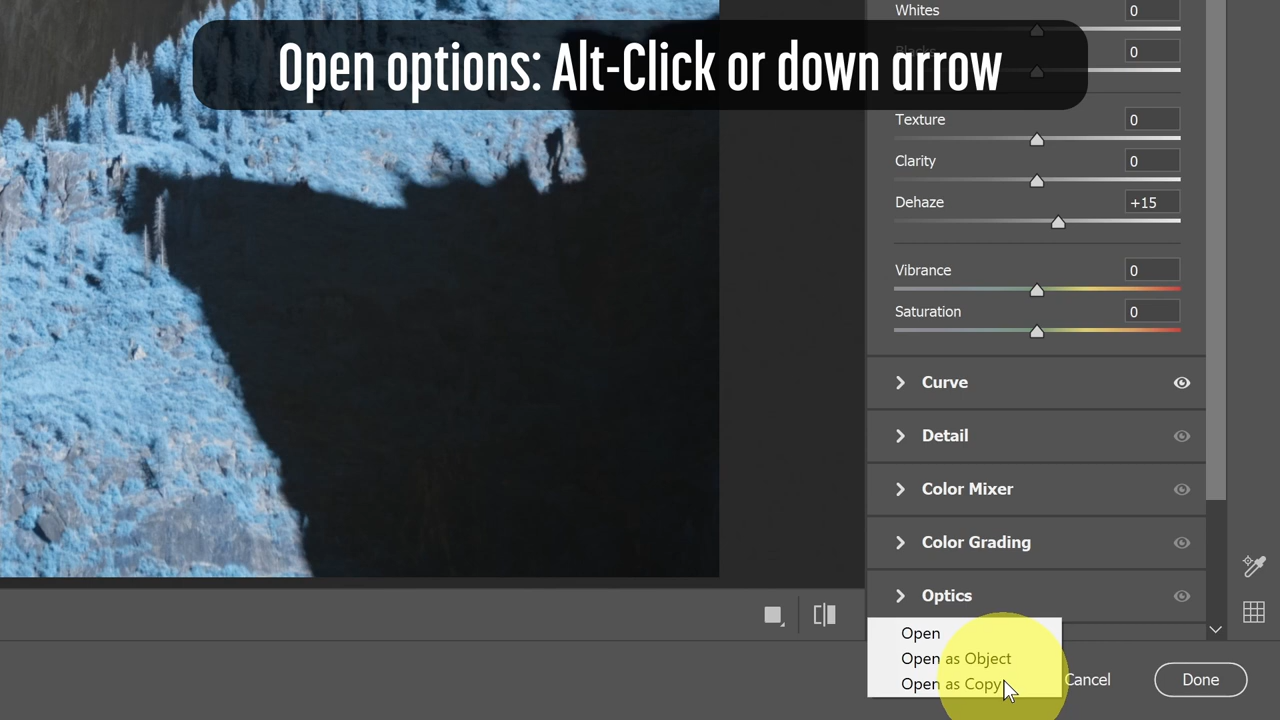 Open options: Alt-Click or down arrow
Whites 0
Blacks 0
Texture 0
Clarity 0
Dehaze +15
Vibrance 0
Saturation 0
Curve
Detail
Color Mixer
Color Grading
Optics
Open
Open as Object
Open as Copy
Cancel
Done